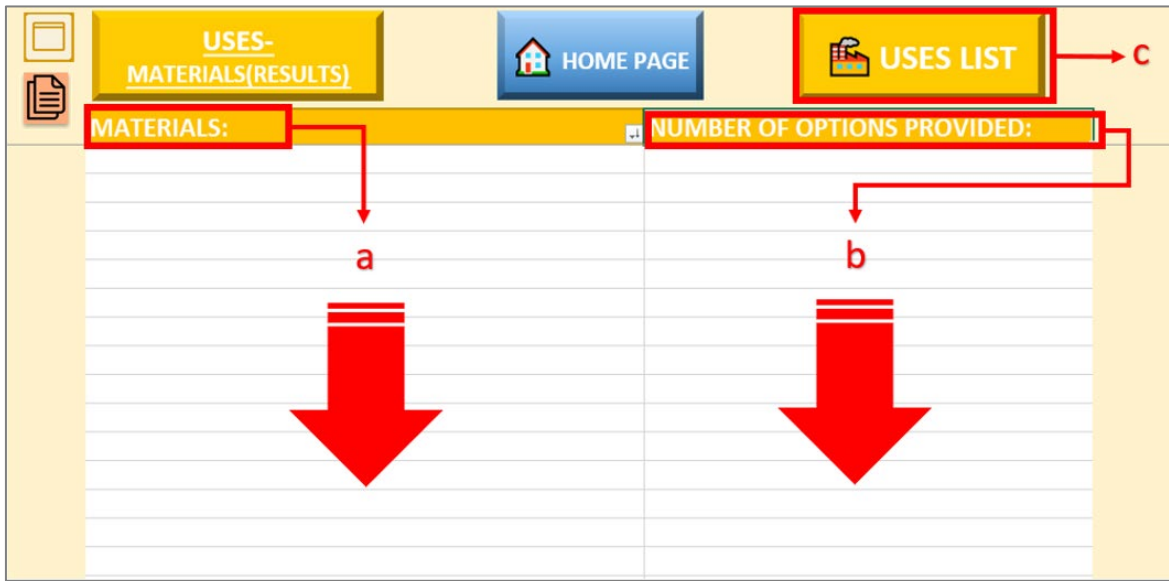 USES-
MATERIALS(RESULTS)
HOME PAGE
USES LIST
C
MATERIALS:
NUMBER OF OPTIONS PROVIDED:
a
b